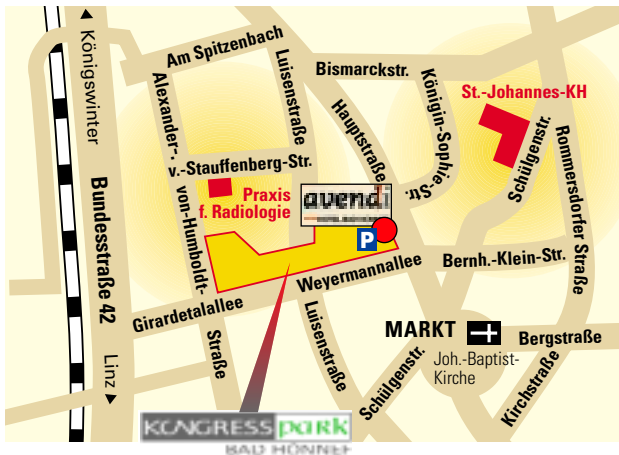 Königswinter
Bundesstraße 42
Linz
Am Spitzenbach
Luisenstraße
Bismarckstr.
Alexander-.
von-Humboldt-
Straße
v.-Stauffenberg-Str.
Hauptstraße
Königin-Sophie-Str.
St.-Johannes-KH
Schülgenstr.
Rommersdorfer Straße
Praxis
f. Radiologie
avendi
P
Bernh.-Klein-Str.
Weyermannallee
Girardetalallee
Luisenstraße
MARKT
Joh.-Baptist-
Kirche
Bergstraße
Schülgenstr.
Kirchstraße
KONGRESS park
BAD HONNEF